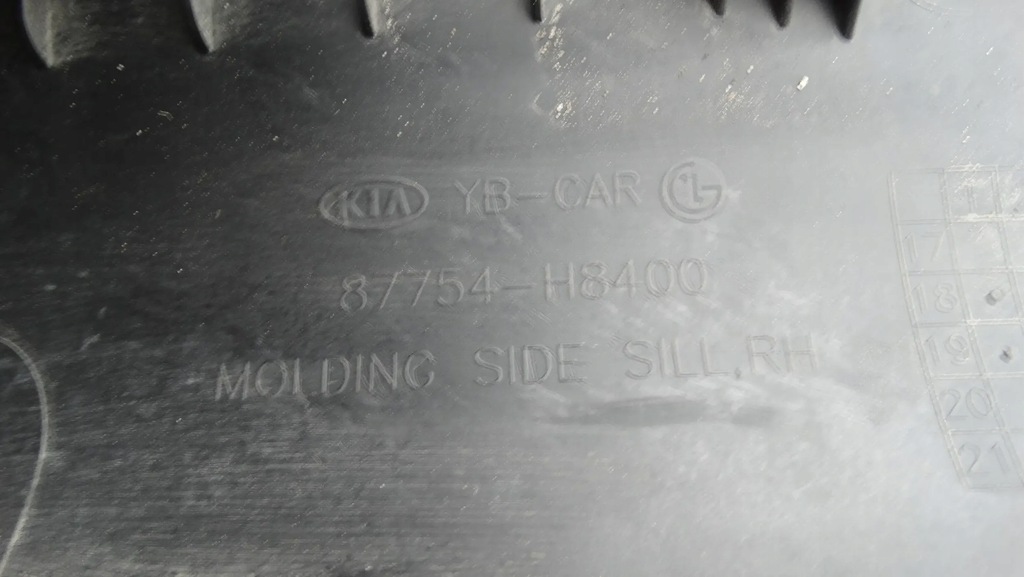 KIA YB-CAR LG
87754-H8400
MOLDING SIDE SILL,RH
17
18
19
20
21